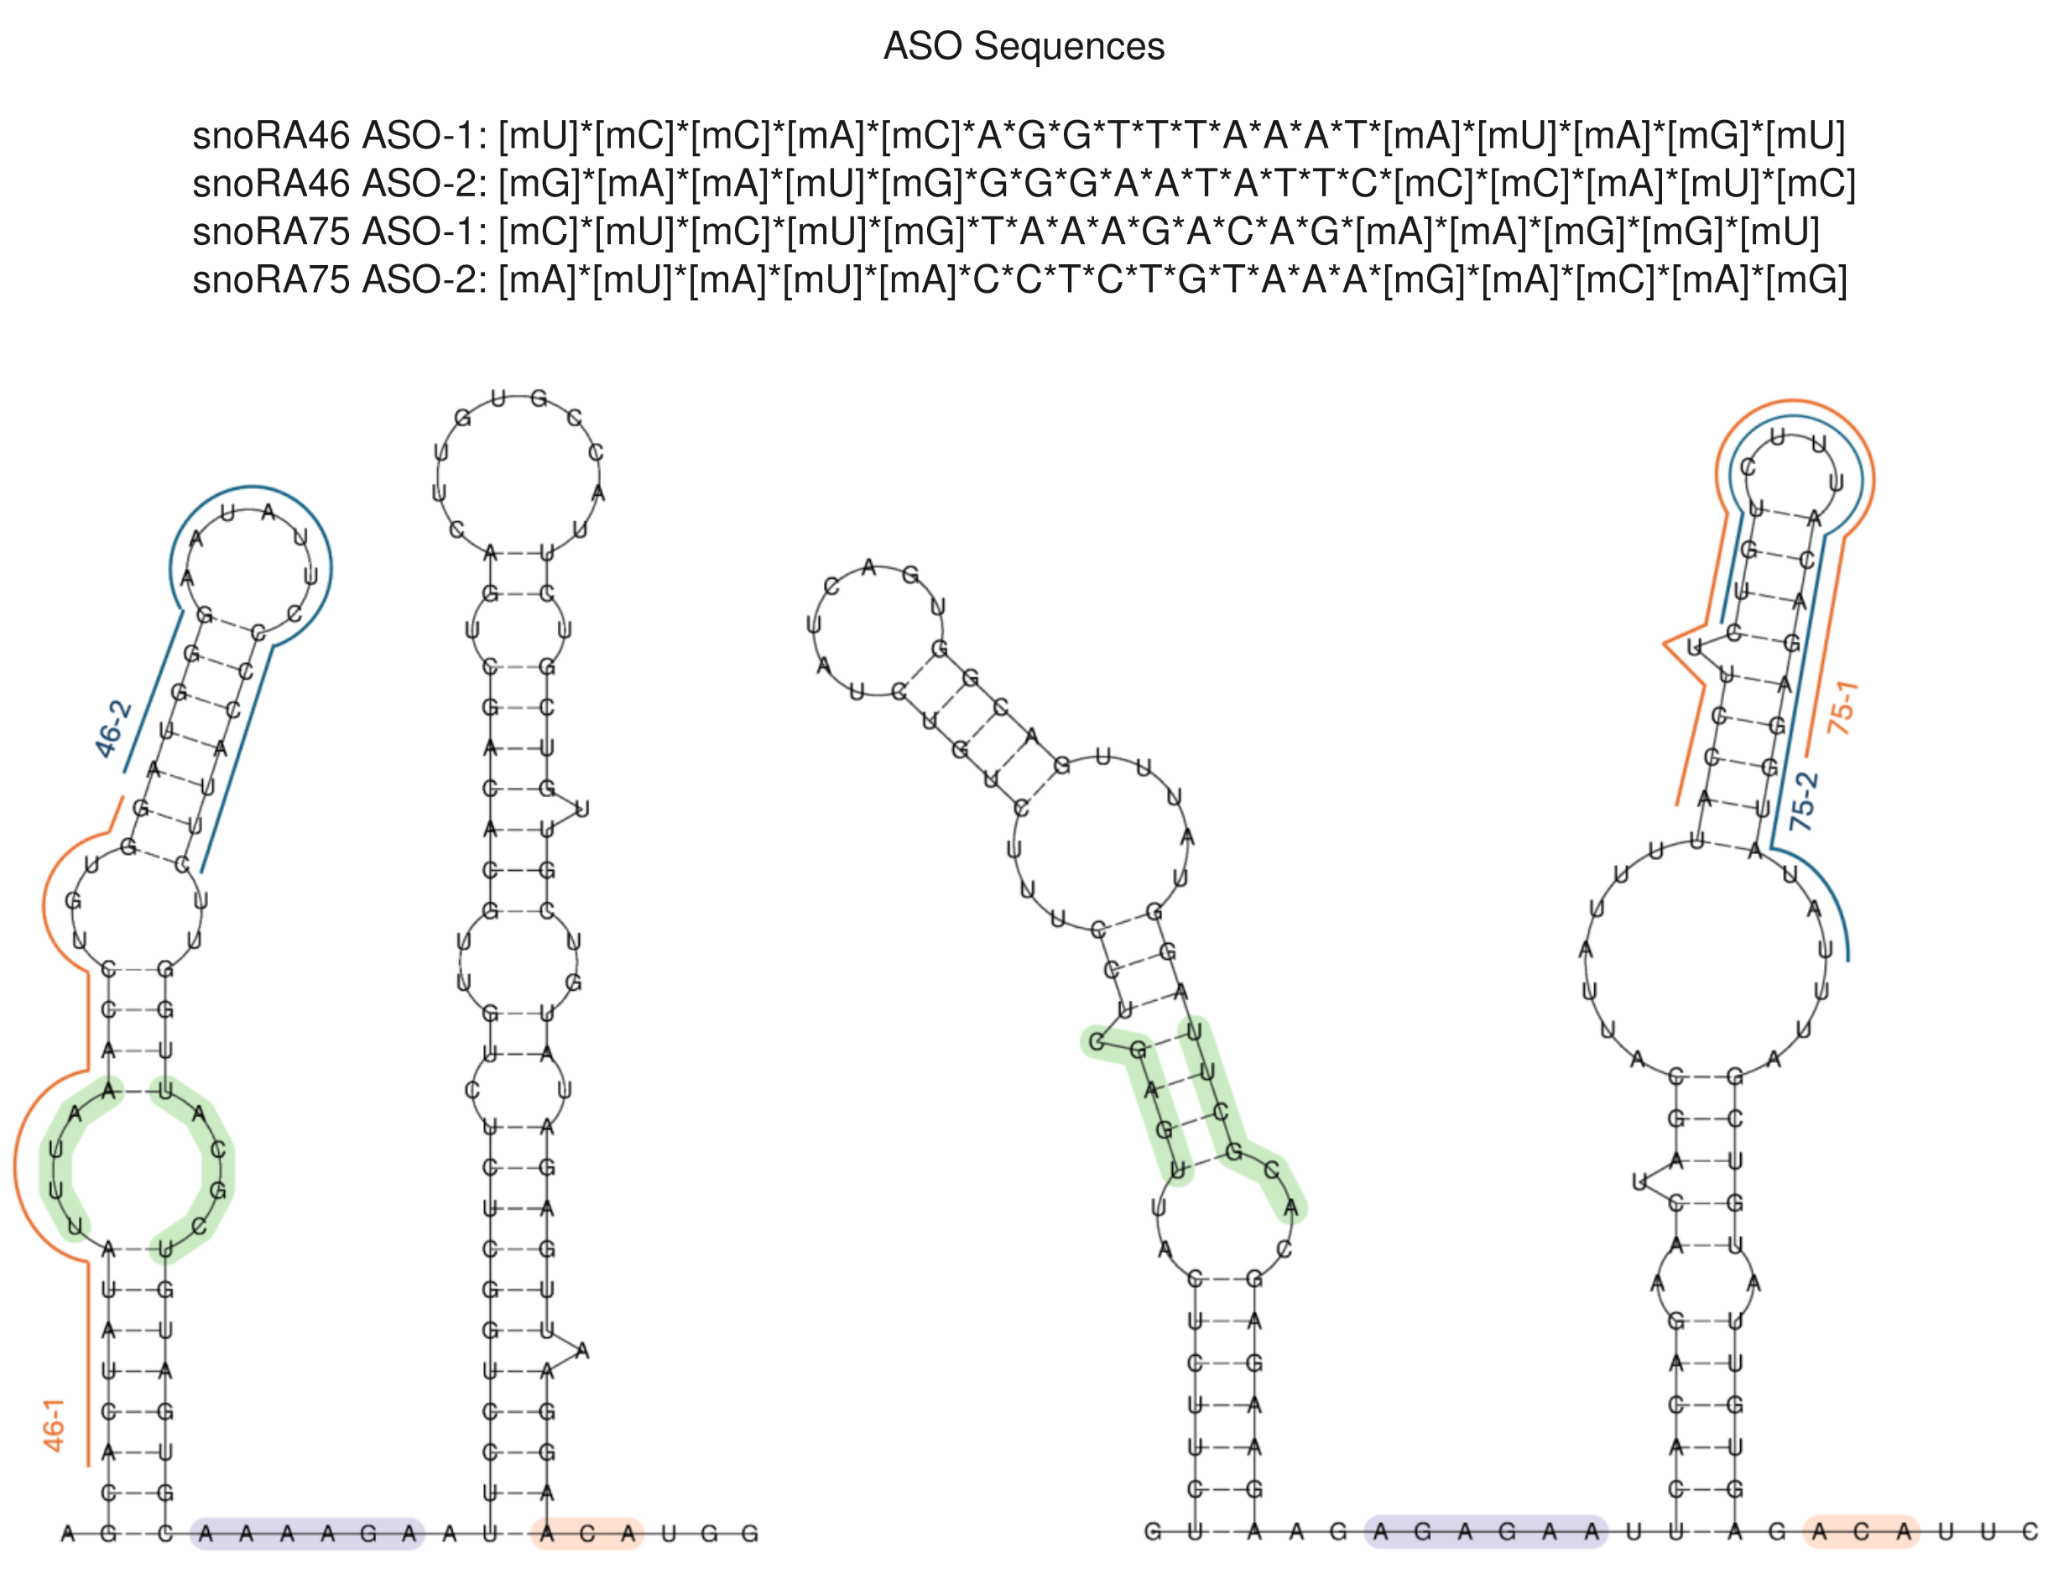 ASO Sequences
snoRA46 ASO-1: [mU]*[mC]*[mC]*[mA]*[mC]*A*G*G*T*T*T*A*A*A*T*[mA]*[mU]*[mA]*[mG]*[mU]
snoRA46 ASO-2: [mG]*[mA]*[mA]*[mU]*[mG]*G*G*G*A*A*T*A*T*T*C*[mC]*[mC]*[mA]*[mU]*[mC]
snoRA75 ASO-1: [mC]*[mU]*[mC]*[mU]*[mG]*T*A*A*A*G*A*C*A*G*[mA]*[mA]*[mG]*[mG]*[mU]
snoRA75 ASO-2: [mA]*[mU]*[mA]*[mU]*[mA]*C*C*T*C*T*G*T*A*A*A*[mG]*[mA]*[mC]*[mA]*[mG]
46-2
46-1
AGCACUAUAUUUAAACCUGUGGAUGGGAAUAUUCCCCAUUCUUGGUUACGCUGUAGUGCAAAAGAAAUUCCUGGCUCUCUGUUGCACAGCUGACUUGUGCCAUUCUGCUGUUGCUGUAUAGAGUUAAGGAACAUGG
75-1
75-2
GUCUUCUCAUUGAGCUCCUUUCUGUCUAUCAGUGGCAGUUUAUGGAUUCGCACGAGAAGAAGAGAGAAUUCACAGAACUAGCAUUAUUUUACCUUCUGUCUUUACAGAGGUAUAUUUAGCUGUAUUGUGAGACAUUC